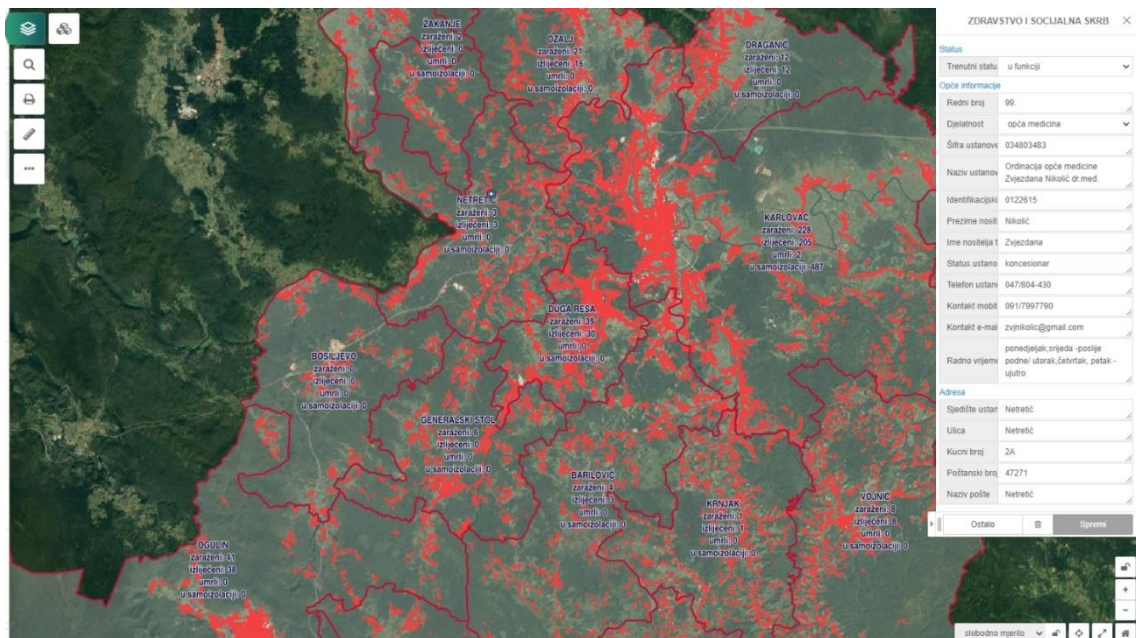 ŽAKANJE
zaraženi: 2
izliječeni: 0
umrli: 0
u samoizolaciji: 0
OZALJ
zaraženi: 21
izliječeni: 16
umrli: 0
u samoizolaciji: 0
DRAGANIĆ
zaraženi: 12
izliječeni: 12
umrli: 0
u samoizolaciji: 0
NETRETIĆ
zaraženi: 3
izliječeni: 3
umrli: 0
u samoizolaciji: 0
KARLOVAC
zaraženi: 228
izliječeni: 205
umrli: 2
u samoizolaciji: 487
DUGA RESA
zaraženi: 39
izliječeni: 30
umrli: 0
u samoizolaciji: 0
BOSILJEVO
zaraženi: 0
izliječeni: 0
umrli: 0
u samoizolaciji: 0
GENERALSKI STOL
zaraženi: 6
izliječeni: 0
umrli: 0
u samoizolaciji: 0
BARILOVIĆ
zaraženi: 4
izliječeni: 3
umrli: 0
u samoizolaciji: 0
KRNJAK
zaraženi: 1
izliječeni: 1
umrli: 0
u samoizolaciji: 0
VOJNIĆ
zaraženi: 8
izliječeni: 8
umrli: 0
u samoizolaciji: 0
OGULIN
zaraženi: 41
izliječeni: 38
umrli: 0
u samoizolaciji: 0
ZDRAVSTVO I SOCIJALNA SKRB
Status
Trenutni statu u funkciji
Opće informacije
Redni broj 99.
Djelatnost opća medicina
Šifra ustanove 034803483
Naziv ustanov Ordinacija opće medicine
Zvjezdana Nikolić dr.med.
Identifikacijski 0122615
Prezime nosit Nikolić
Ime nositelja t Zvjezdana
Status ustano koncesionar
Telefon ustan 047/804-430
Kontakt mobit 091/7997790
Kontakt e-mai zvjnikolic@gmail.com
Radno vrijeme ponedjeljak,srijeda -poslije
podne/ utorak,četvrtak, petak -
ujutro
Adresa
Sjedište ustan Netretić
Ulica Netretić
Kucni broj 2A
Poštanski broj 47271
Naziv pošte Netretić
Ostalo Spremi
slobodno mjerilo